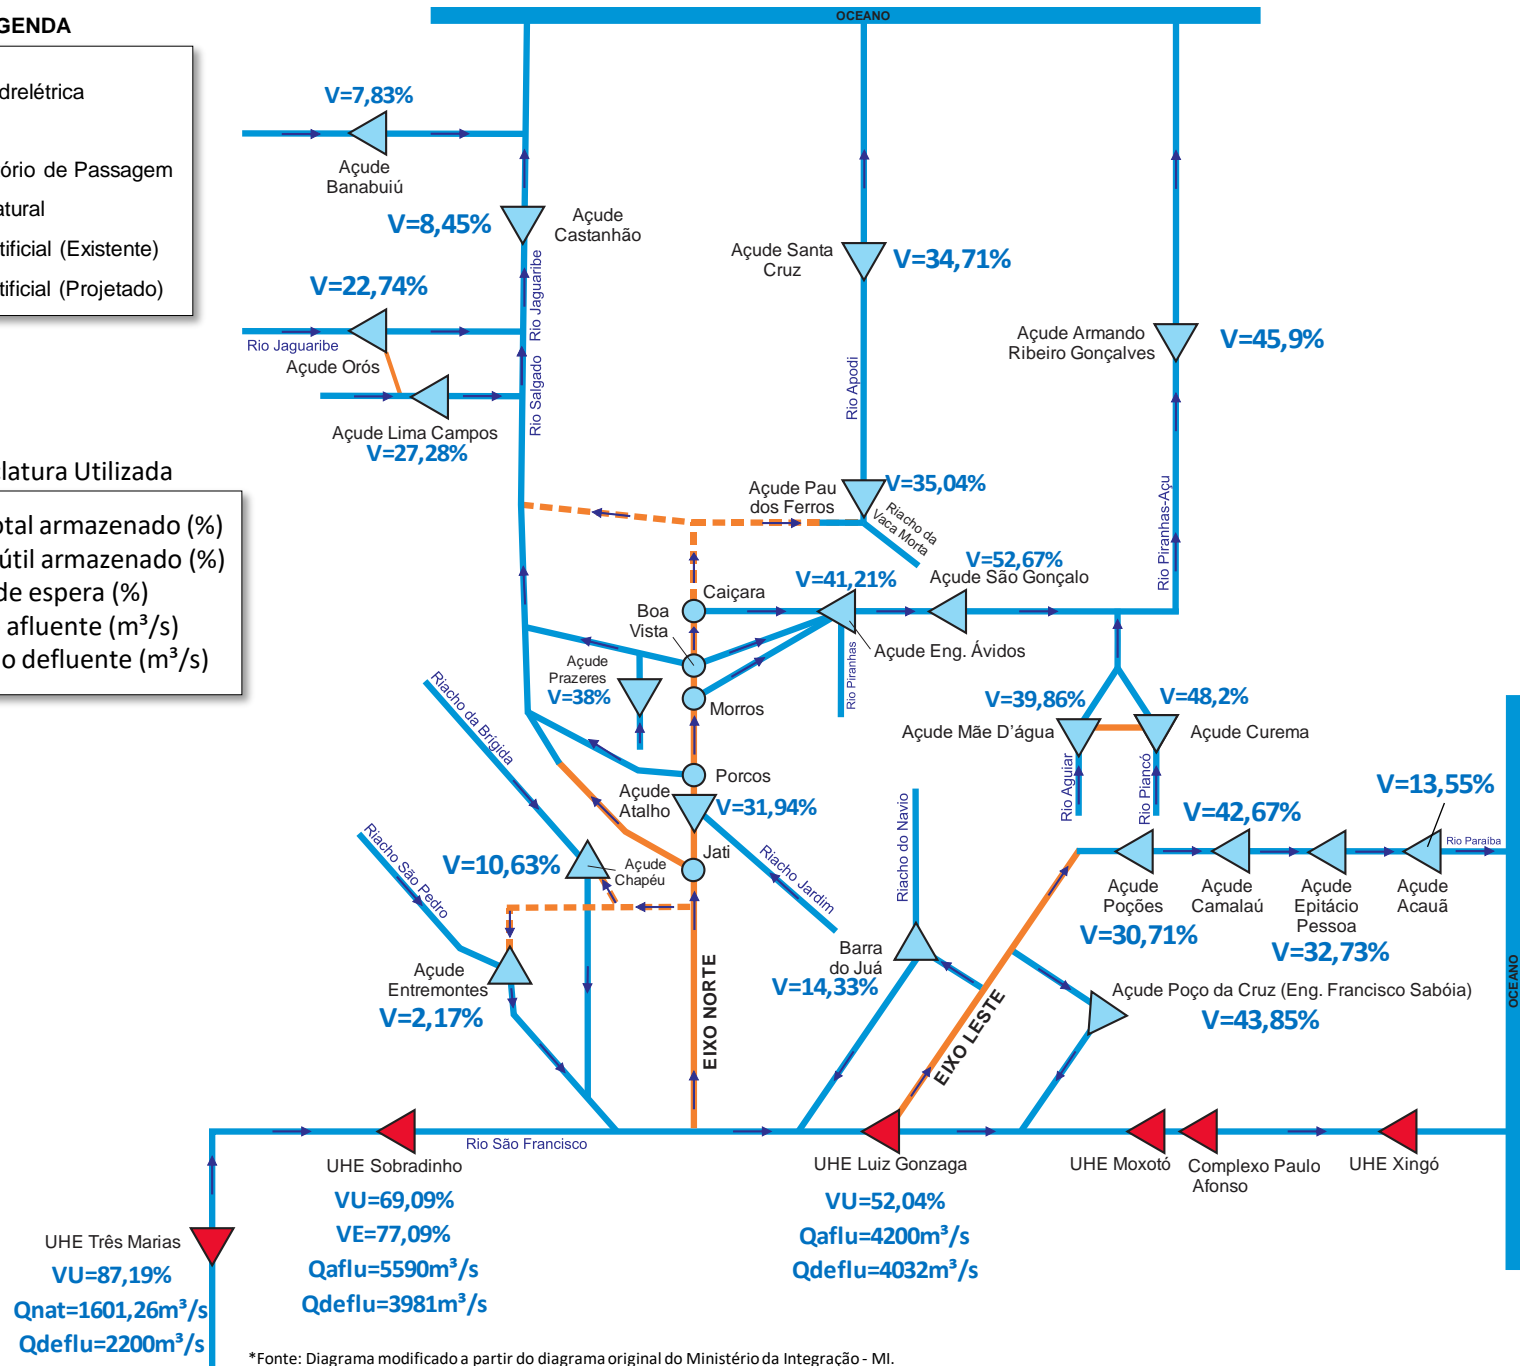 GENDA
drelétrica
ório de Passagem
atural
tificial (Existente)
tificial (Projetado)
clatura Utilizada
otal armazenado (%)
útil armazenado (%)
de espera (%)
afluente (m³/s)
o defluente (m³/s)
OCEANO
V=7,83%
Açude
Banabuiú
V=8,45%
Açude
Castanhão
Rio Jaguaribe
V=22,74%
Rio Jaguaribe
Açude Orós
Rio Salgado
Açude Lima Campos
V=27,28%
Açude Santa
Cruz
V=34,71%
Rio Apodi
Açude Armando
Ribeiro Gonçalves
V=45,9%
Rio Piranhas-Açu
Açude Pau
dos Ferros
V=35,04%
Riacho da
Vaca Morta
V=52,67%
Açude São Gonçalo
V=41,21%
Caiçara
Boa
Vista
Açude Eng. Ávidos
Rio Piranhas
Açude
Prazeres
V=38%
Morros
Riacho da Brígida
V=39,86%
V=48,2%
Açude Mãe D'água
Açude Curema
Rio Aguiar
Rio Piancó
Porcos
Açude
Atalho
V=31,94%
Jati
Riacho Jardim
Riacho São Pedro
V=10,63%
Açude
Chapéu
Riacho do Navio
V=13,55%
V=42,67%
Rio Paraíba
Açude
Poções
V=30,71%
Açude
Camalaú
Açude
Epitácio
Pessoa
V=32,73%
Açude
Acauã
Açude
Entremontes
V=2,17%
EIXO NORTE
Barra
do Juá
V=14,33%
EIXO LESTE
Açude Poço da Cruz (Eng. Francisco Sabóia)
V=43,85%
OCEANO
Rio São Francisco
UHE Sobradinho
VU=69,09%
VE=77,09%
Qaflu=5590m³/s
Qdeflu=3981m³/s
UHE Luiz Gonzaga
VU=52,04%
Qaflu=4200m³/s
Qdeflu=4032m³/s
UHE Moxotó
Complexo Paulo
Afonso
UHE Xingó
UHE Três Marias
VU=87,19%
Qnat=1601,26m³/s
Qdeflu=2200m³/s
*Fonte: Diagrama modificado a partir do diagrama original do Ministério da Integração - MI.